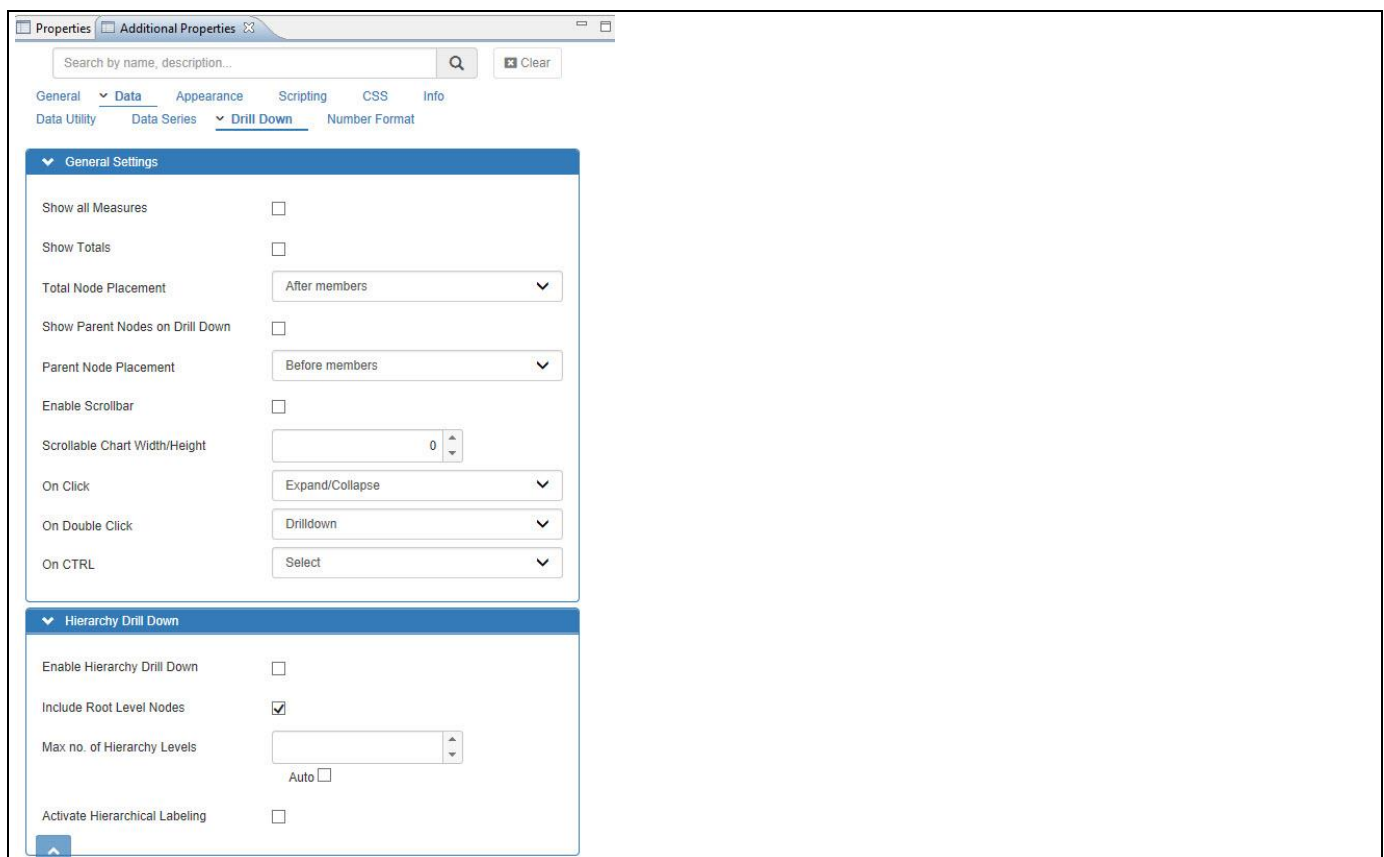 Properties Additional Properties
Search by name, description... Clear
General Data Appearance Scripting CSS Info
Data Utility Data Series Drill Down Number Format
General Settings
Show all Measures
Show Totals
Total Node Placement After members
Show Parent Nodes on Drill Down
Parent Node Placement Before members
Enable Scrollbar
Scrollable Chart Width/Height 0
On Click Expand/Collapse
On Double Click Drilldown
On CTRL Select
Hierarchy Drill Down
Enable Hierarchy Drill Down
Include Root Level Nodes
Max no. of Hierarchy Levels
Auto
Activate Hierarchical Labeling